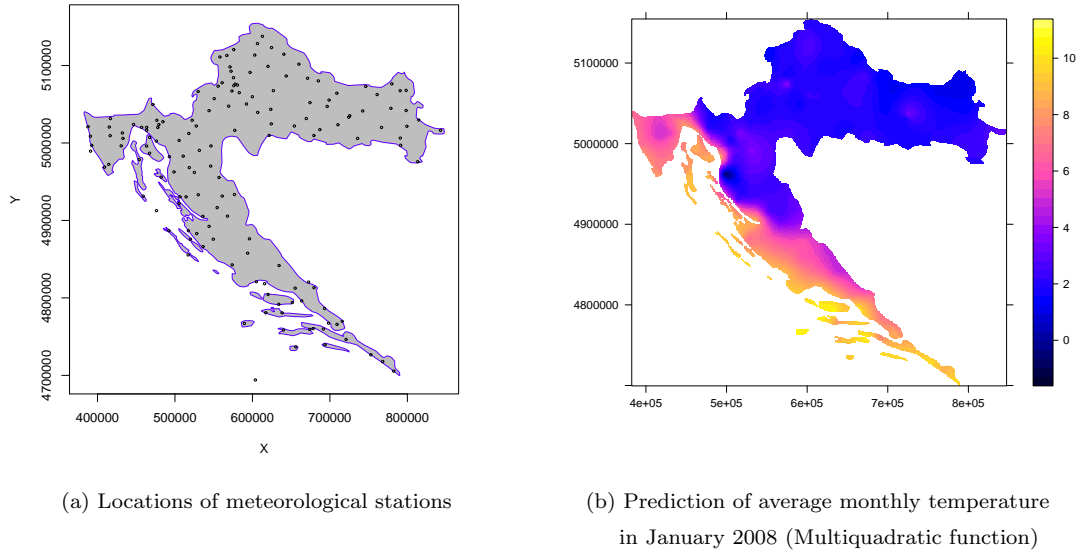 5100000
5000000
4900000
4800000
4700000
Y
400000 500000 600000 700000 800000
X
5100000
5000000
4900000
4800000
4e+05 5e+05 6e+05 7e+05 8e+05
10
8
6
4
2
0
(a) Locations of meteorological stations
(b) Prediction of average monthly temperature
in January 2008 (Multiquadratic function)